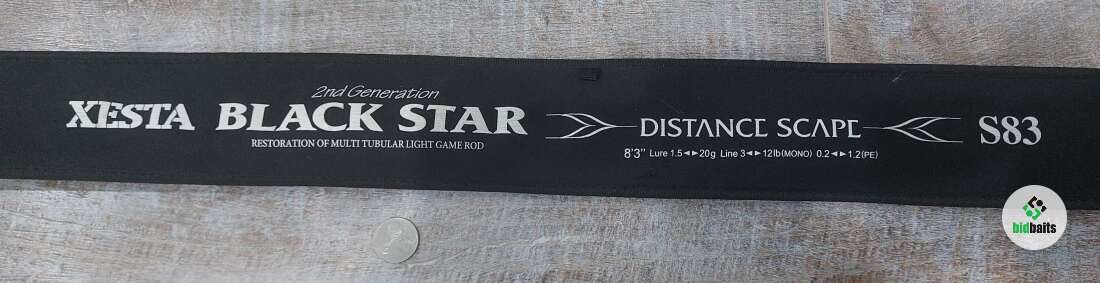 2nd Generation
XESTA BLACK STAR
RESTORATION OF MULTI TUBULAR LIGHT GAME ROD
DISTANCE SCAPE
8'3" Lure 1.5◄►20g Line 3◄►12lb(MONO) 0.2◄►1.2(PE)
S83
bidbaits